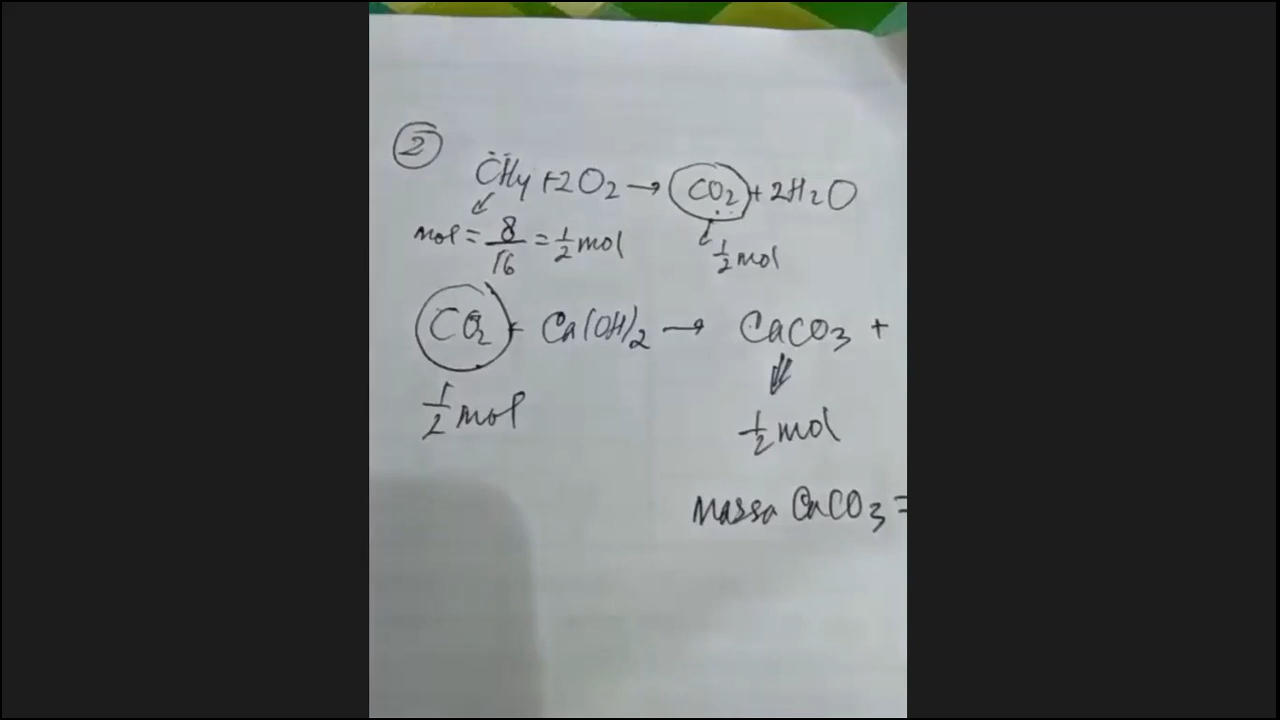 2
CH4 + 2O2 → CO2 + 2H2O
mol = 8/16 = 1/2 mol 1/2 mol
CO2 + Ca(OH)2 → CaCO3 +
1/2 mol 1/2 mol
massa CaCO3 =